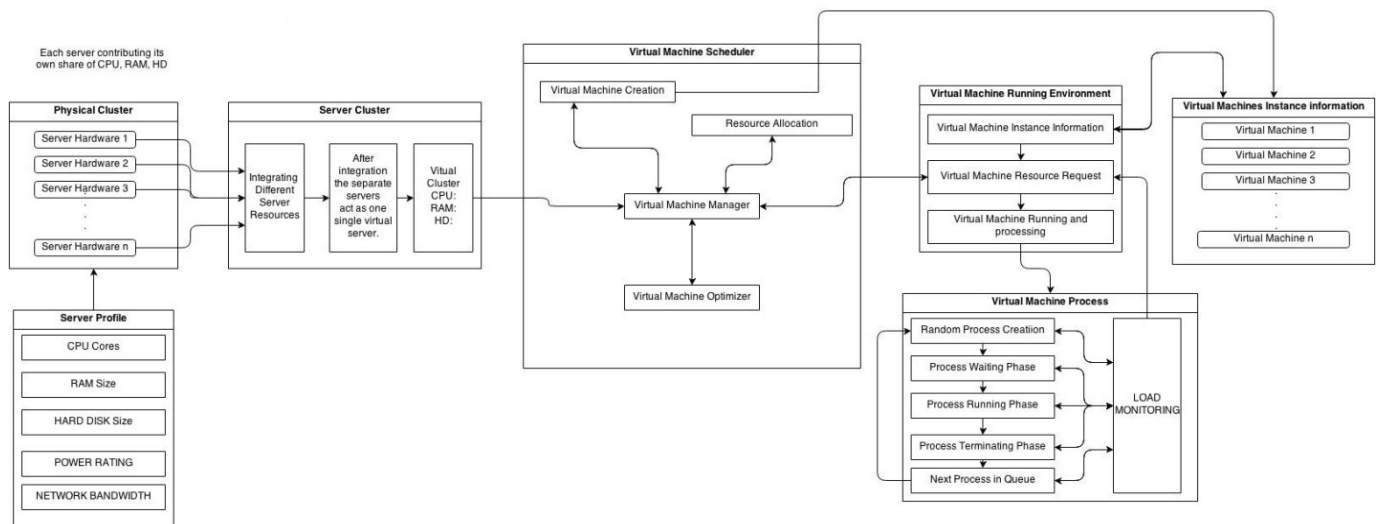 Each server contributing its
own share of CPU, RAM, HD
Physical Cluster
Server Hardware 1
Server Hardware 2
Server Hardware 3
Server Hardware n
Server Profile
CPU Cores
RAM Size
HARD DISK Size
POWER RATING
NETWORK BANDWIDTH
Server Cluster
Integrating
Different
Server
Resources
After
integration
the separate
servers
act as one
single virtual
server.
Vitual
Cluster
CPU:
RAM:
HD:
Virtual Machine Scheduler
Virtual Machine Creation
Resource Allocation
Virtual Machine Manager
Virtual Machine Optimizer
Virtual Machine Running Environment
Virtual Machine Instance Information
Virtual Machine Resource Request
Virtual Machine Running and
processing
Virtual Machines Instance information
Virtual Machine 1
Virtual Machine 2
Virtual Machine 3
Virtual Machine n
Virtual Machine Process
Random Process Creatiion
Process Waiting Phase
Process Running Phase
Process Terminating Phase
Next Process in Queue
LOAD
MONITORING